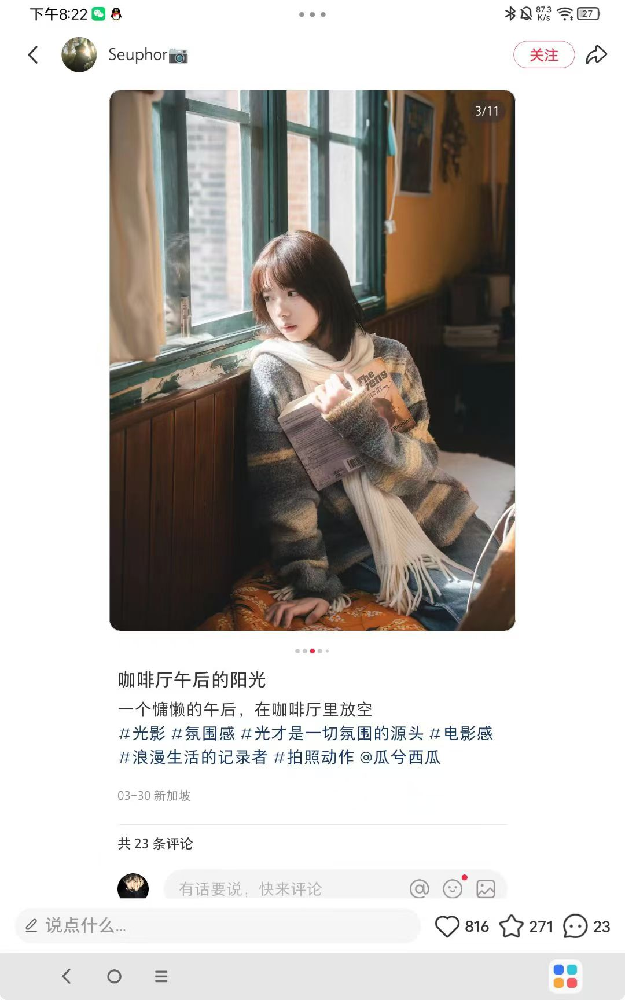 下午8:22
87.3
K/s
27
Seuphor
关注
3/11
The
vens
Robbins
咖啡厅午后的阳光
一个慵懒的午后，在咖啡厅里放空
#光影 #氛围感 #光才是一切氛围的源头 #电影感
#浪漫生活的记录者 #拍照动作 @瓜兮西瓜
03-30 新加坡
共 23 条评论
有话要说，快来评论
说点什么...
816
271
23